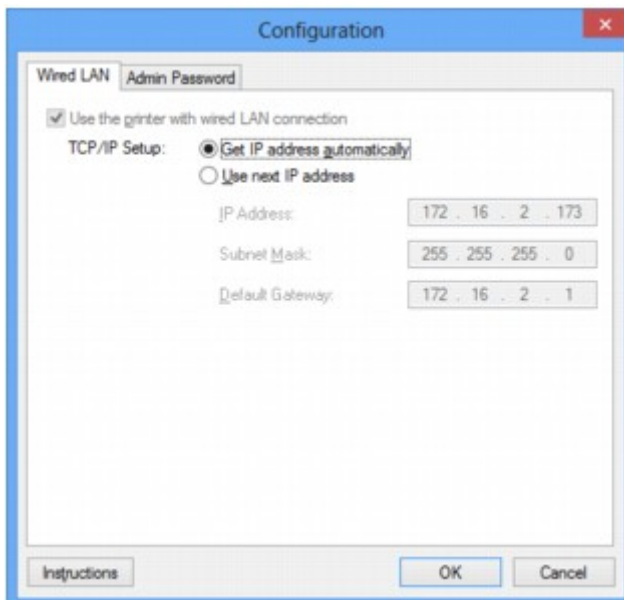 Configuration
Wired LAN Admin Password
Use the printer with wired LAN connection
TCP/IP Setup: Get IP address automatically
Use next IP address
IP Address: 172 . 16 . 2 . 173
Subnet Mask: 255 . 255 . 255 . 0
Default Gateway: 172 . 16 . 2 . 1
Instructions OK Cancel